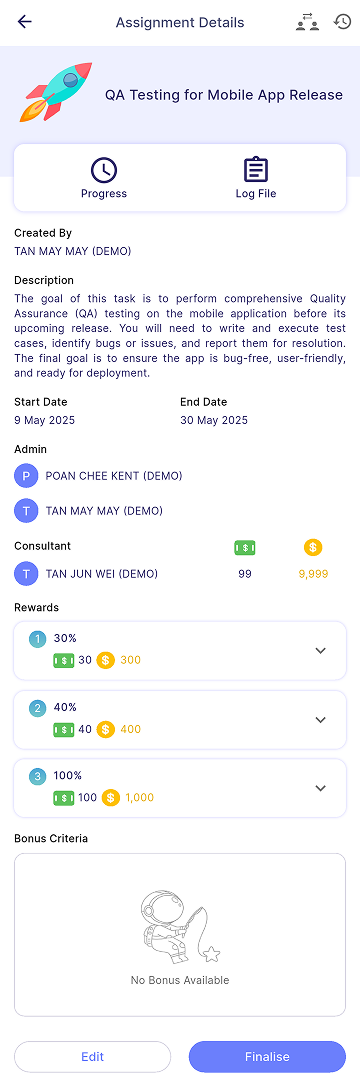 Assignment Details
QA Testing for Mobile App Release
Progress
Log File
Created By
TAN MAY MAY (DEMO)
Description
The goal of this task is to perform comprehensive Quality
Assurance (QA) testing on the mobile application before its
upcoming release. You will need to write and execute test
cases, identify bugs or issues, and report them for resolution.
The final goal is to ensure the app is bug-free, user-friendly,
and ready for deployment.
Start Date End Date
9 May 2025 30 May 2025
Admin
P POAN CHEE KENT (DEMO)
T TAN MAY MAY (DEMO)
Consultant $ $
T TAN JUN WEI (DEMO) 99 9,999
Rewards
1 30%
$ 30 $ 300
2 40%
$ 40 $ 400
3 100%
$ 100 $ 1,000
Bonus Criteria
No Bonus Available
Edit Finalise